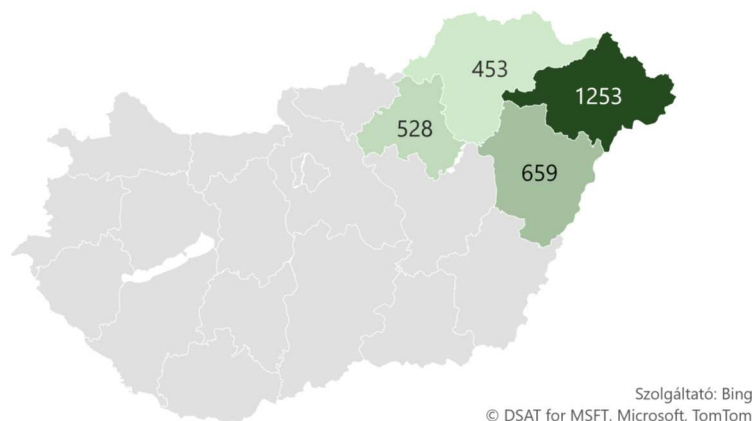 453
1253
528
659
Szolgáltató: Bing
© DSAT for MSFT, Microsoft, TomTom